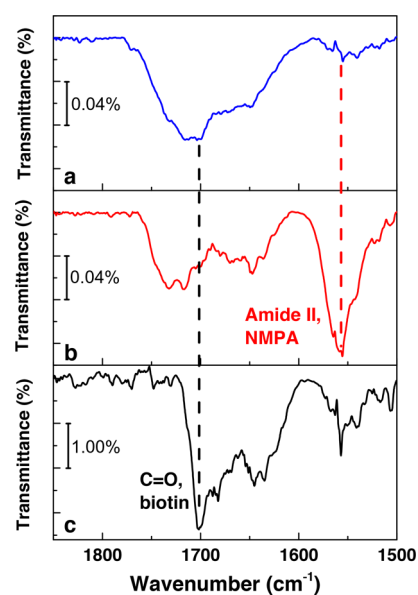 Transmittance (%)
0.04%
a
Transmittance (%)
0.04%
Amide II,
NMPA
b
Transmittance (%)
1.00%
C=O,
biotin
c
1800 1700 1600 1500
Wavenumber (cm⁻¹)